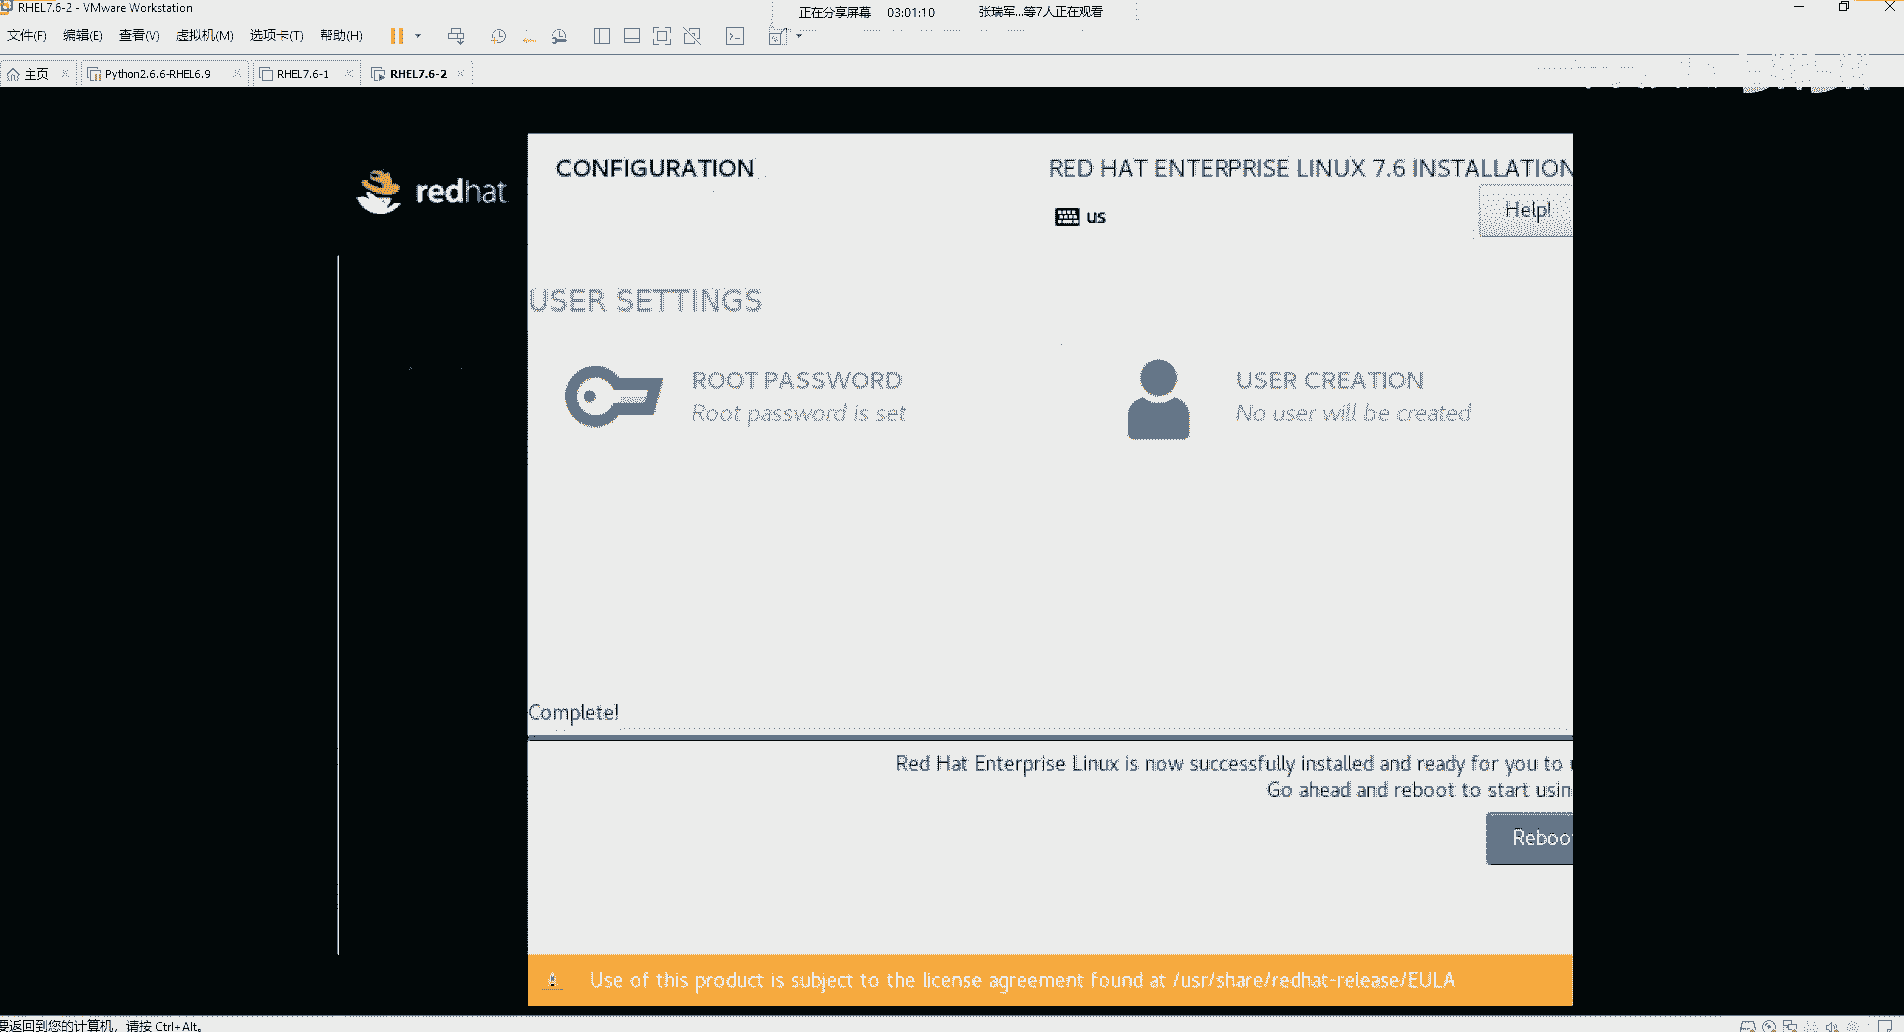 RHEL7.6-2 - VMware Workstation
正在分享屏幕 03:01:10 张瑞军...等7人正在观看
文件(F) 编辑(E) 查看(V) 虚拟机(M) 选项卡(T) 帮助(H)
主页 Python2.6.6-RHEL6.9 RHEL7.6-1 RHEL7.6-2
redhat
CONFIGURATION
RED HAT ENTERPRISE LINUX 7.6 INSTALLATION
us
Help!
USER SETTINGS
ROOT PASSWORD
Root password is set
USER CREATION
No user will be created
Complete!
Red Hat Enterprise Linux is now successfully installed and ready for you to
Go ahead and reboot to start usin
Reboo
Use of this product is subject to the license agreement found at /usr/share/redhat-release/EULA
要返回到您的计算机，请按 Ctrl+Alt。